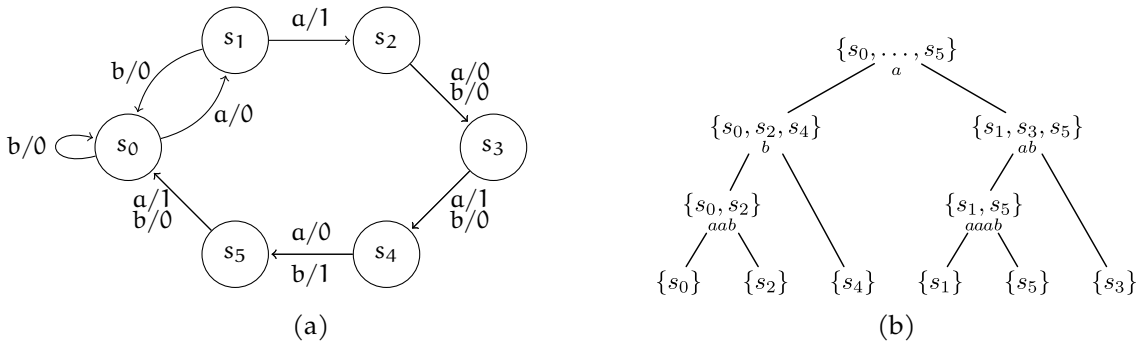 a/1
s₁
s₂
b/0
a/0
a/0
b/0
b/0
s₀
s₃
a/1
b/0
a/0
a/1
b/0
s₅
s₄
b/1
(a)
{s₀, . . . , s₅}
a
{s₀, s₂, s₄}
b
{s₁, s₃, s₅}
ab
{s₀, s₂}
aab
{s₁, s₅}
aaab
{s₀} {s₂} {s₄} {s₁} {s₅} {s₃}
(b)